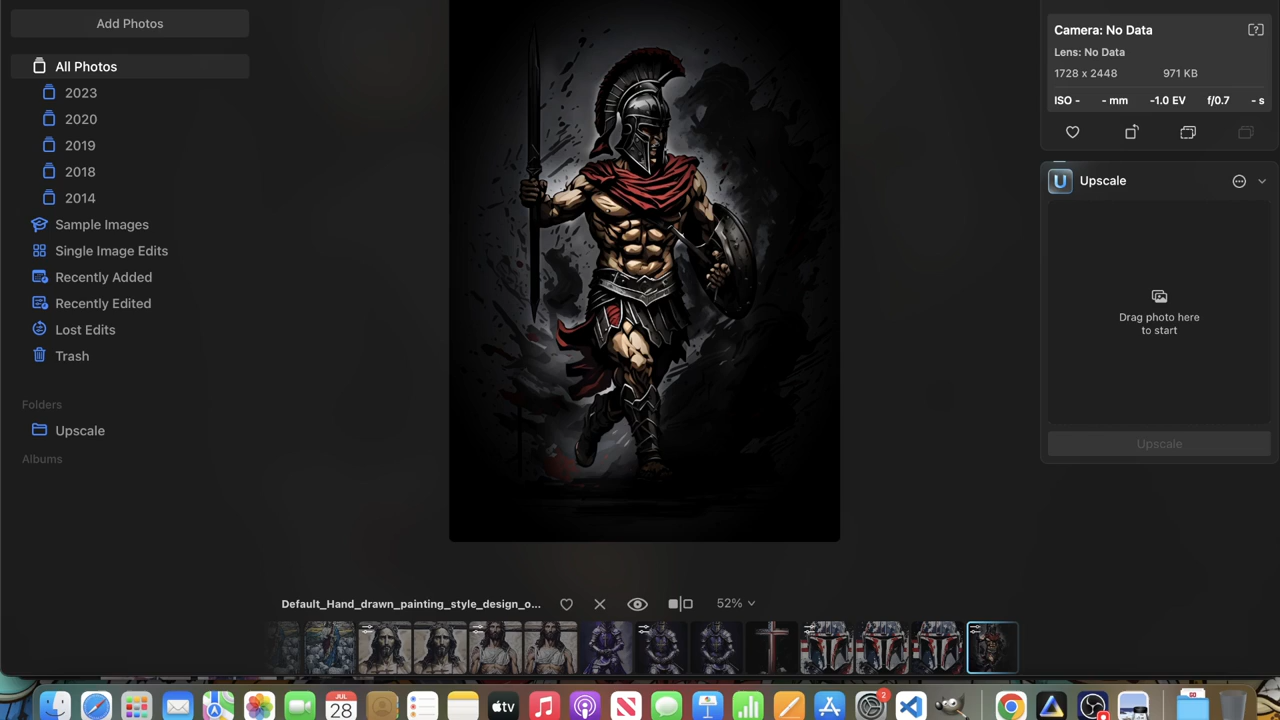 Add Photos
All Photos
2023
2020
2019
2018
2014
Sample Images
Single Image Edits
Recently Added
Recently Edited
Lost Edits
Trash
Folders
Upscale
Albums
Default_Hand_drawn_painting_style_design_o...
52%
Camera: No Data
Lens: No Data
1728 x 2448 971 KB
ISO - - mm -1.0 EV f/0.7 - s
U Upscale
Drag photo here
to start
Upscale
JUL
28
tv
2